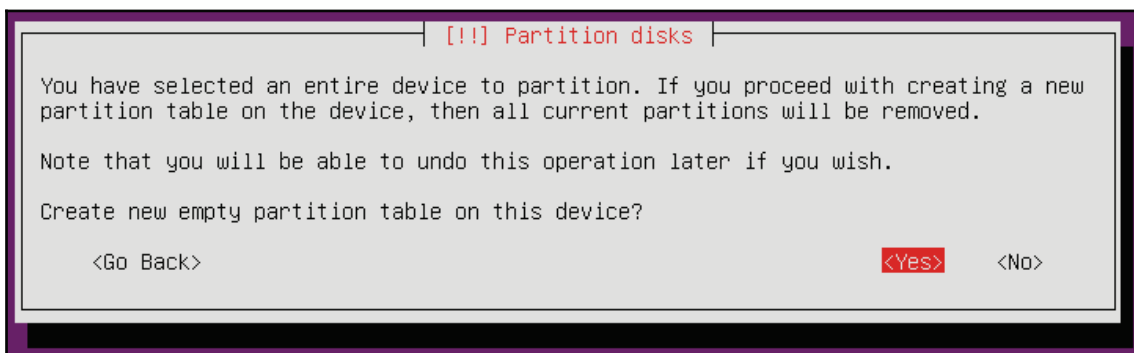 [!!] Partition disks
You have selected an entire device to partition. If you proceed with creating a new
partition table on the device, then all current partitions will be removed.
Note that you will be able to undo this operation later if you wish.
Create new empty partition table on this device?
<Go Back> <Yes> <No>